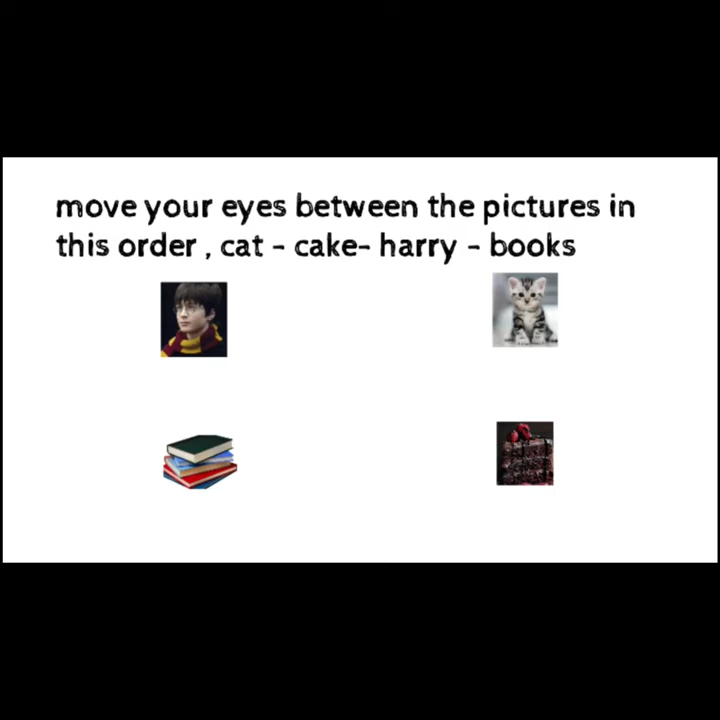 move your eyes between the pictures in
this order , cat - cake- harry - books